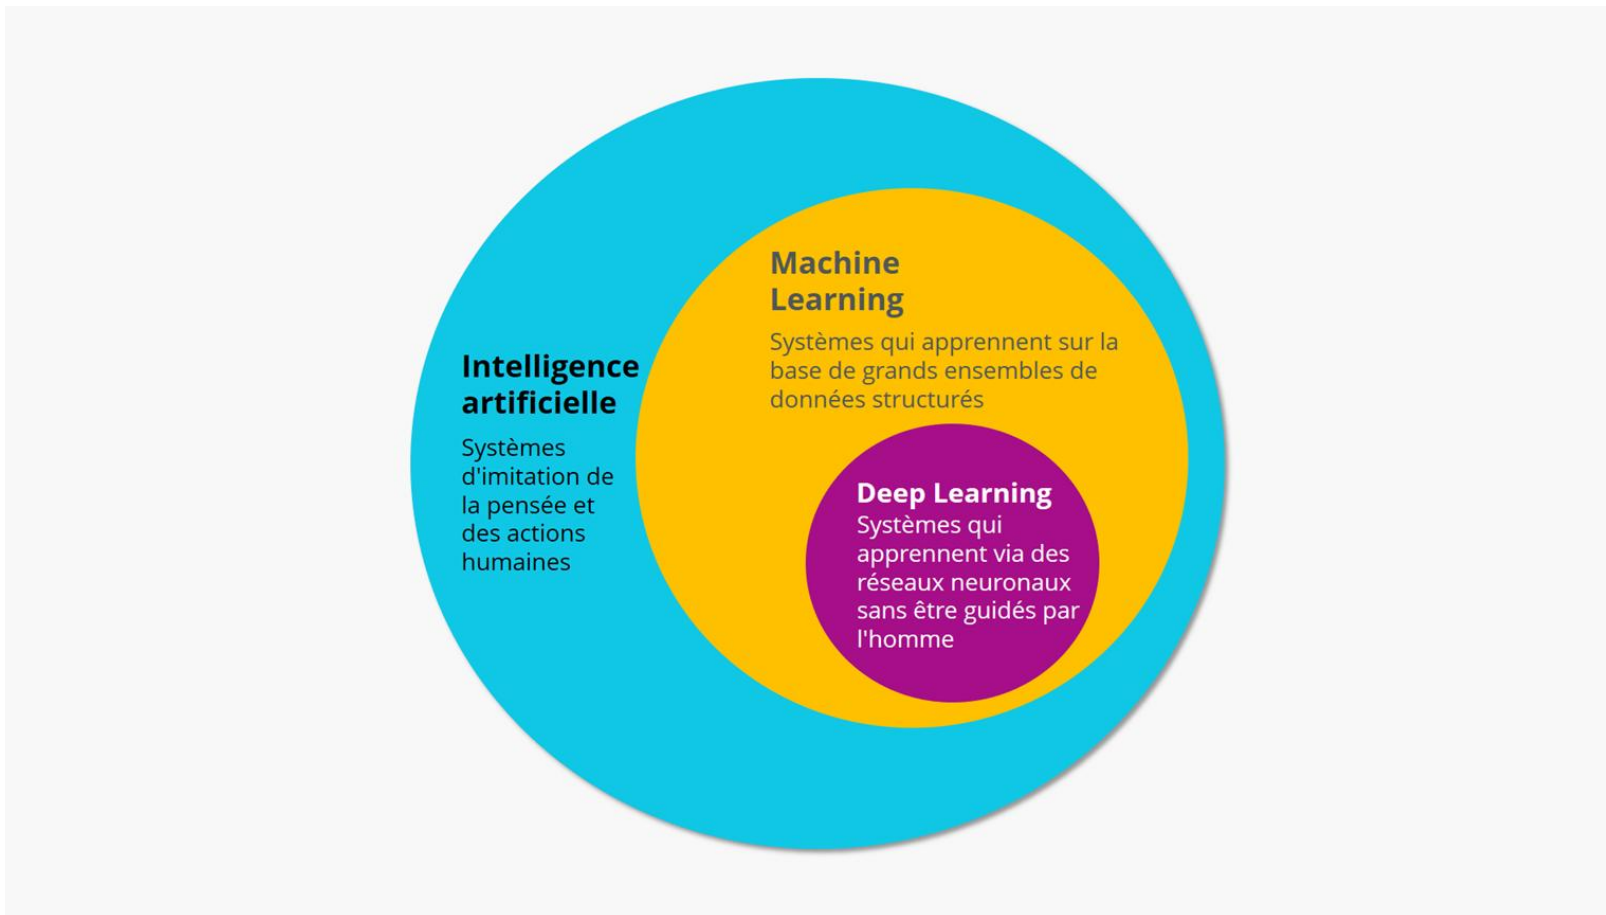 Intelligence
artificielle
Systèmes
d'imitation de
la pensée et
des actions
humaines
Machine
Learning
Systèmes qui apprennent sur la
base de grands ensembles de
données structurés
Deep Learning
Systèmes qui
apprennent via des
réseaux neuronaux
sans être guidés par
l'homme